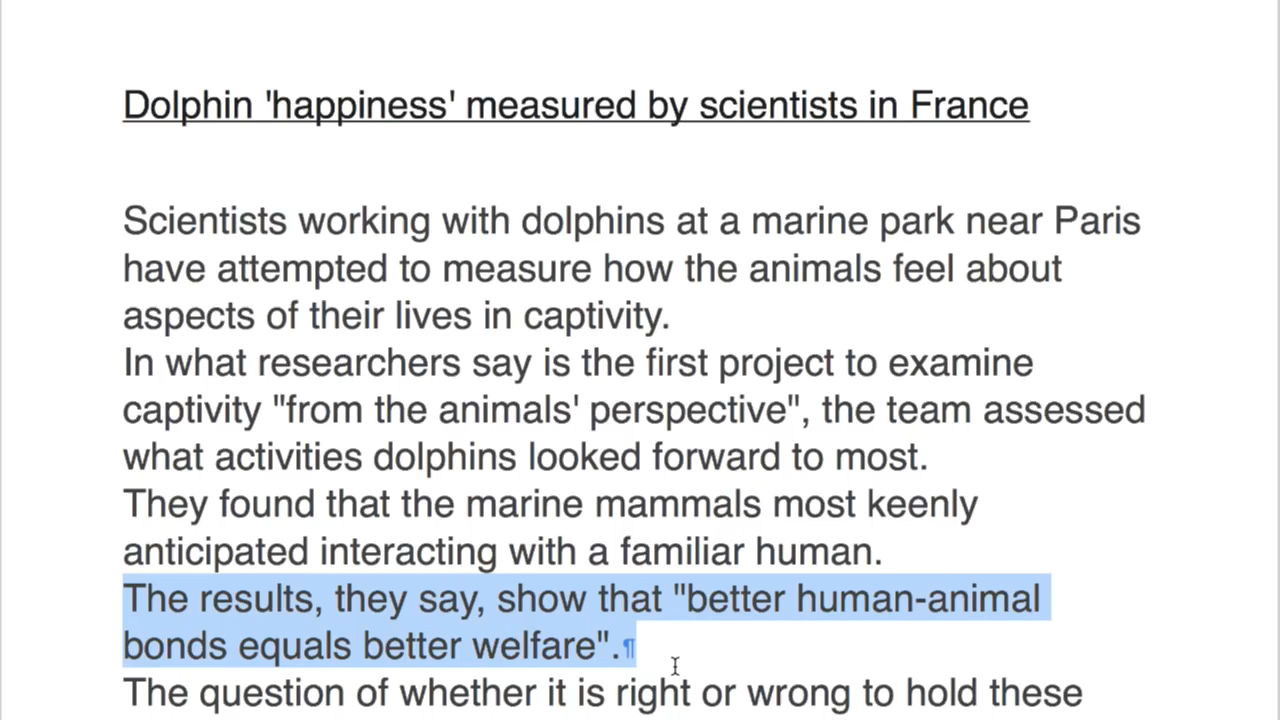 Dolphin 'happiness' measured by scientists in France
Scientists working with dolphins at a marine park near Paris
have attempted to measure how the animals feel about
aspects of their lives in captivity.
In what researchers say is the first project to examine
captivity "from the animals' perspective", the team assessed
what activities dolphins looked forward to most.
They found that the marine mammals most keenly
anticipated interacting with a familiar human.
The results, they say, show that "better human-animal
bonds equals better welfare".¶
The question of whether it is right or wrong to hold these